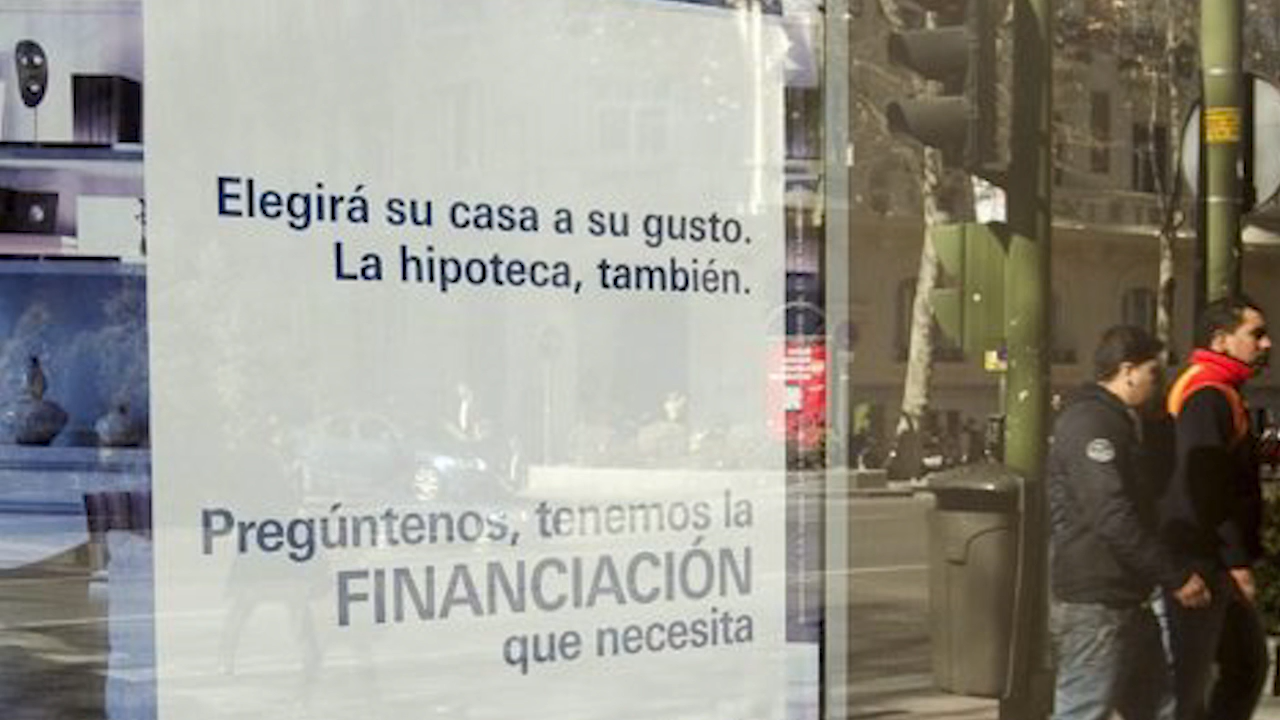 Elegirá su casa a su gusto.
La hipoteca, también.
Pregúntenos, tenemos la
FINANCIACIÓN
que necesita